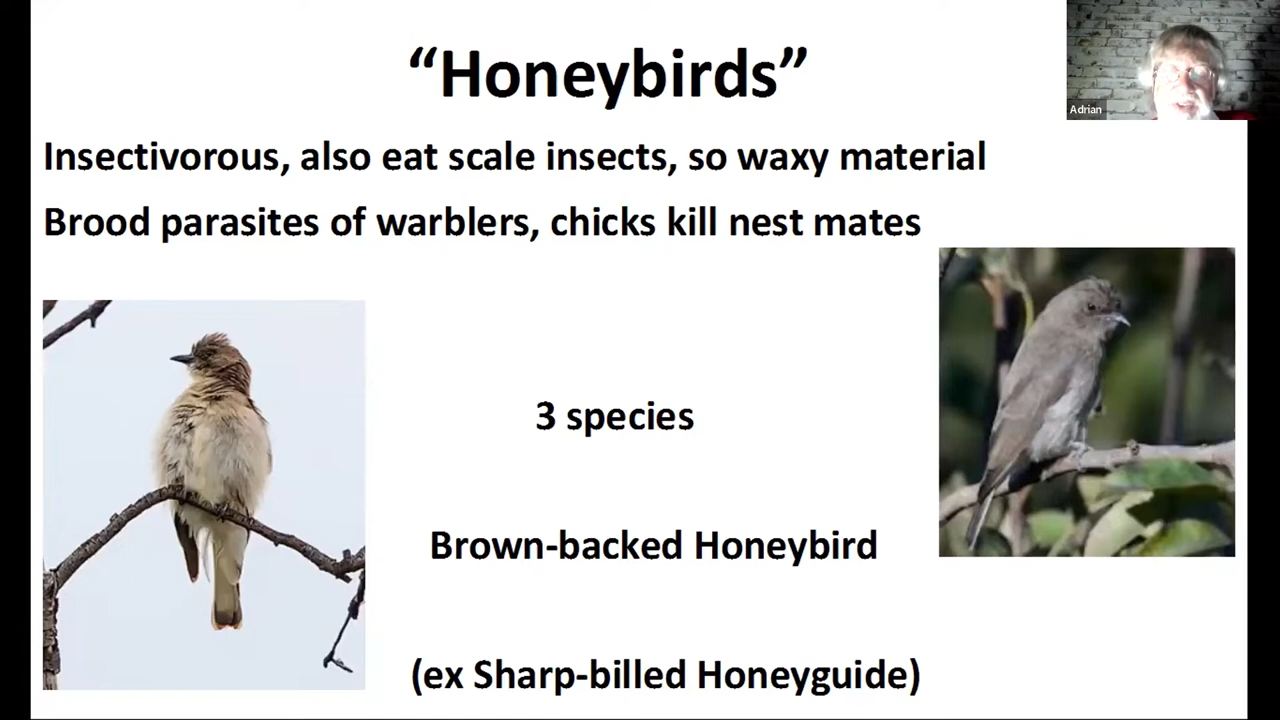 “Honeybirds”
Adrian
Insectivorous, also eat scale insects, so waxy material
Brood parasites of warblers, chicks kill nest mates
3 species
Brown-backed Honeybird
(ex Sharp-billed Honeyguide)